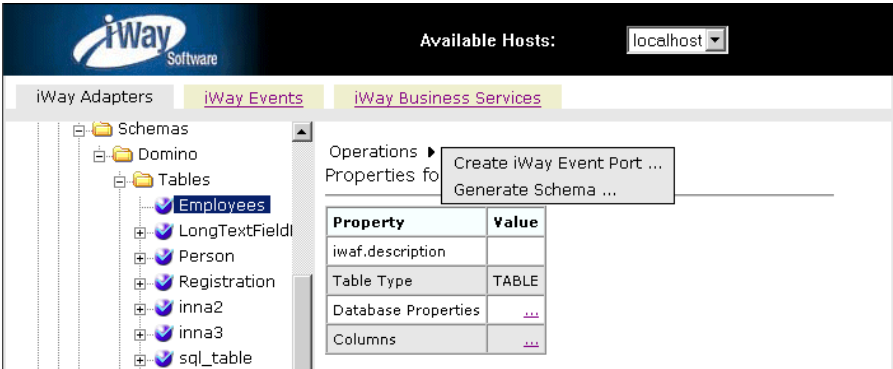 iWay
Software
Available Hosts:
localhost
iWay Adapters
iWay Events
iWay Business Services
Schemas
Domino
Tables
Employees
LongTextFieldI
Person
Registration
inna2
inna3
sql_table
Operations
Create iWay Event Port ...
Properties fo
Generate Schema ...
Property Value
iwaf.description
Table Type TABLE
Database Properties ...
Columns ...